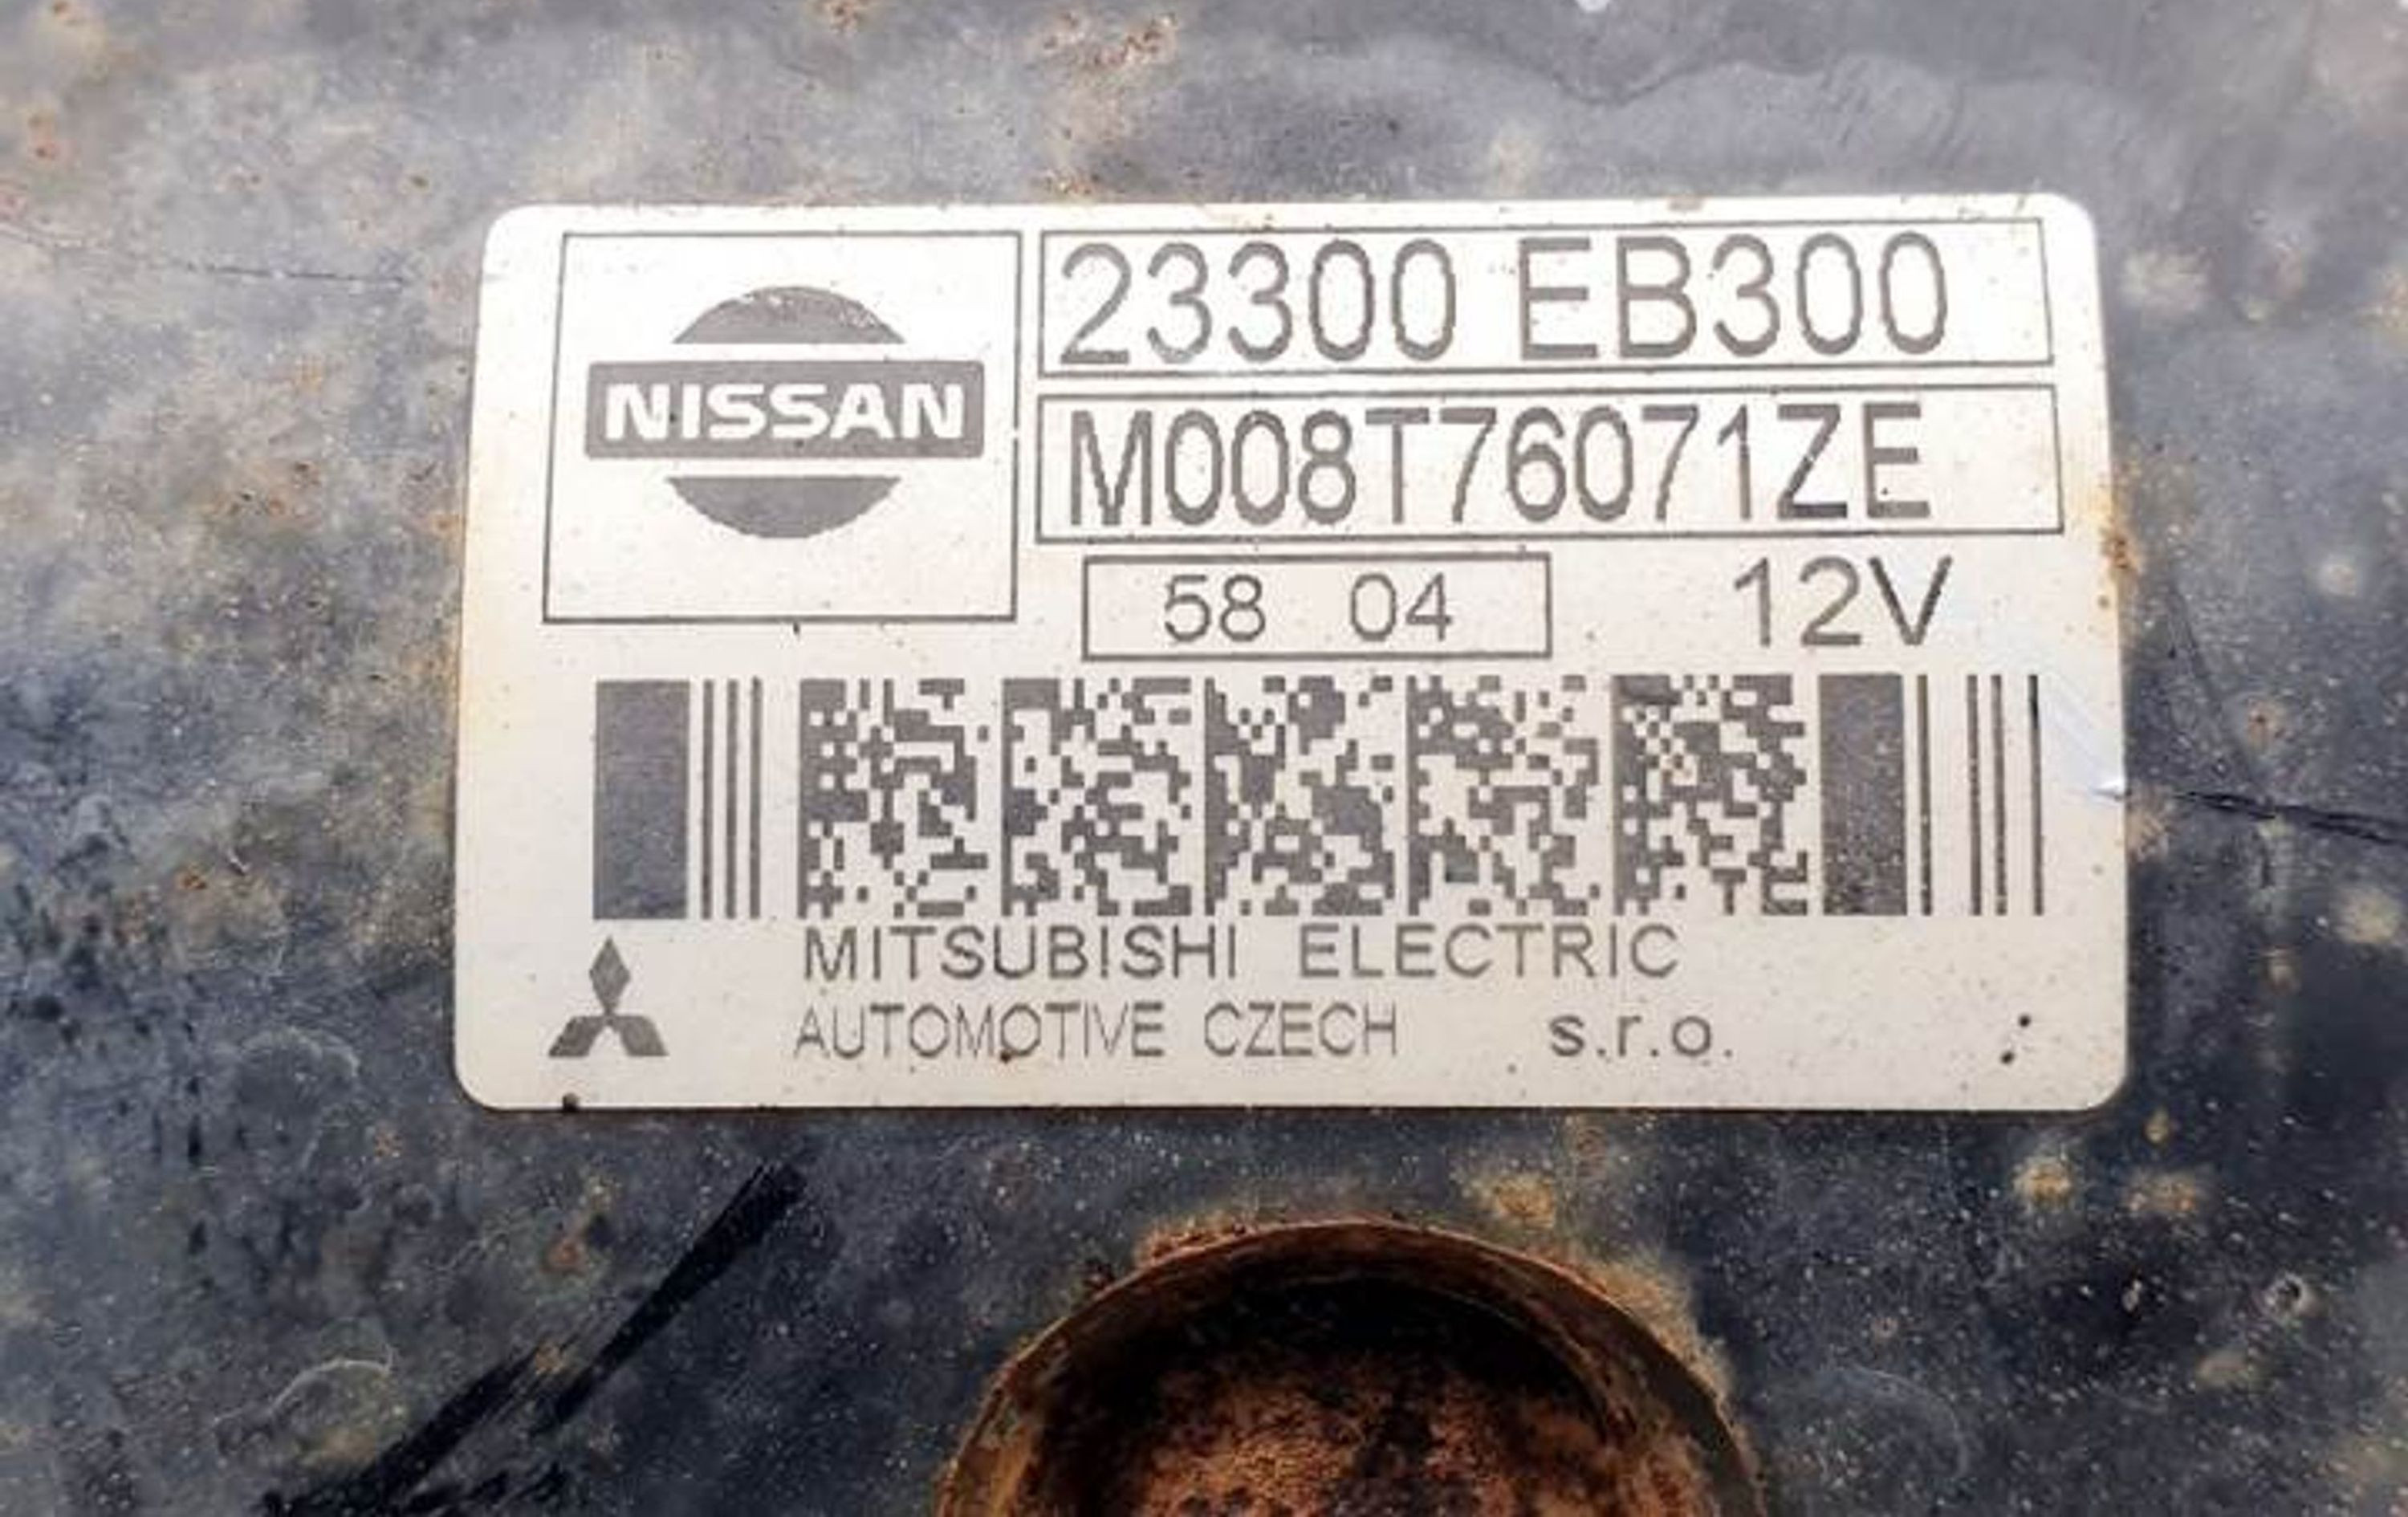 NISSAN
23300 EB300
M008T76071ZE
58 04
12V
MITSUBISHI ELECTRIC
AUTOMOTIVE CZECH s.r.o.